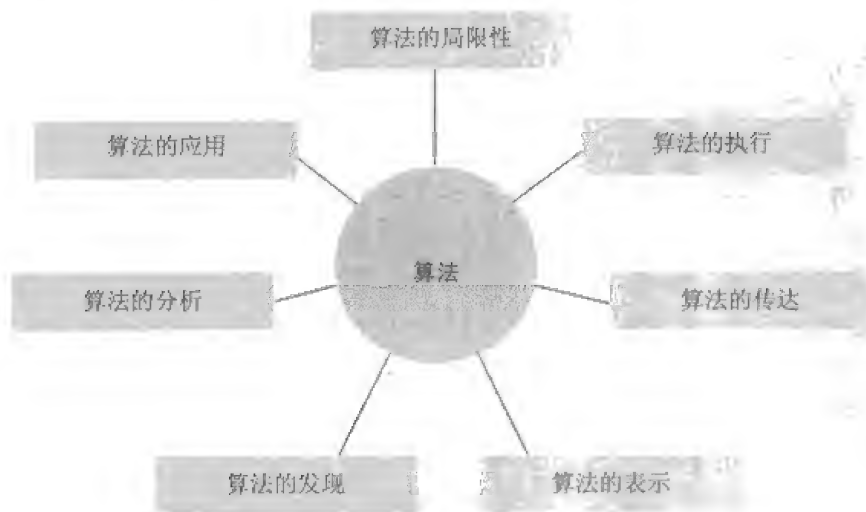 算法的局限性
算法的应用
算法的执行
算法
算法的分析
算法的传达
算法的发现
算法的表示